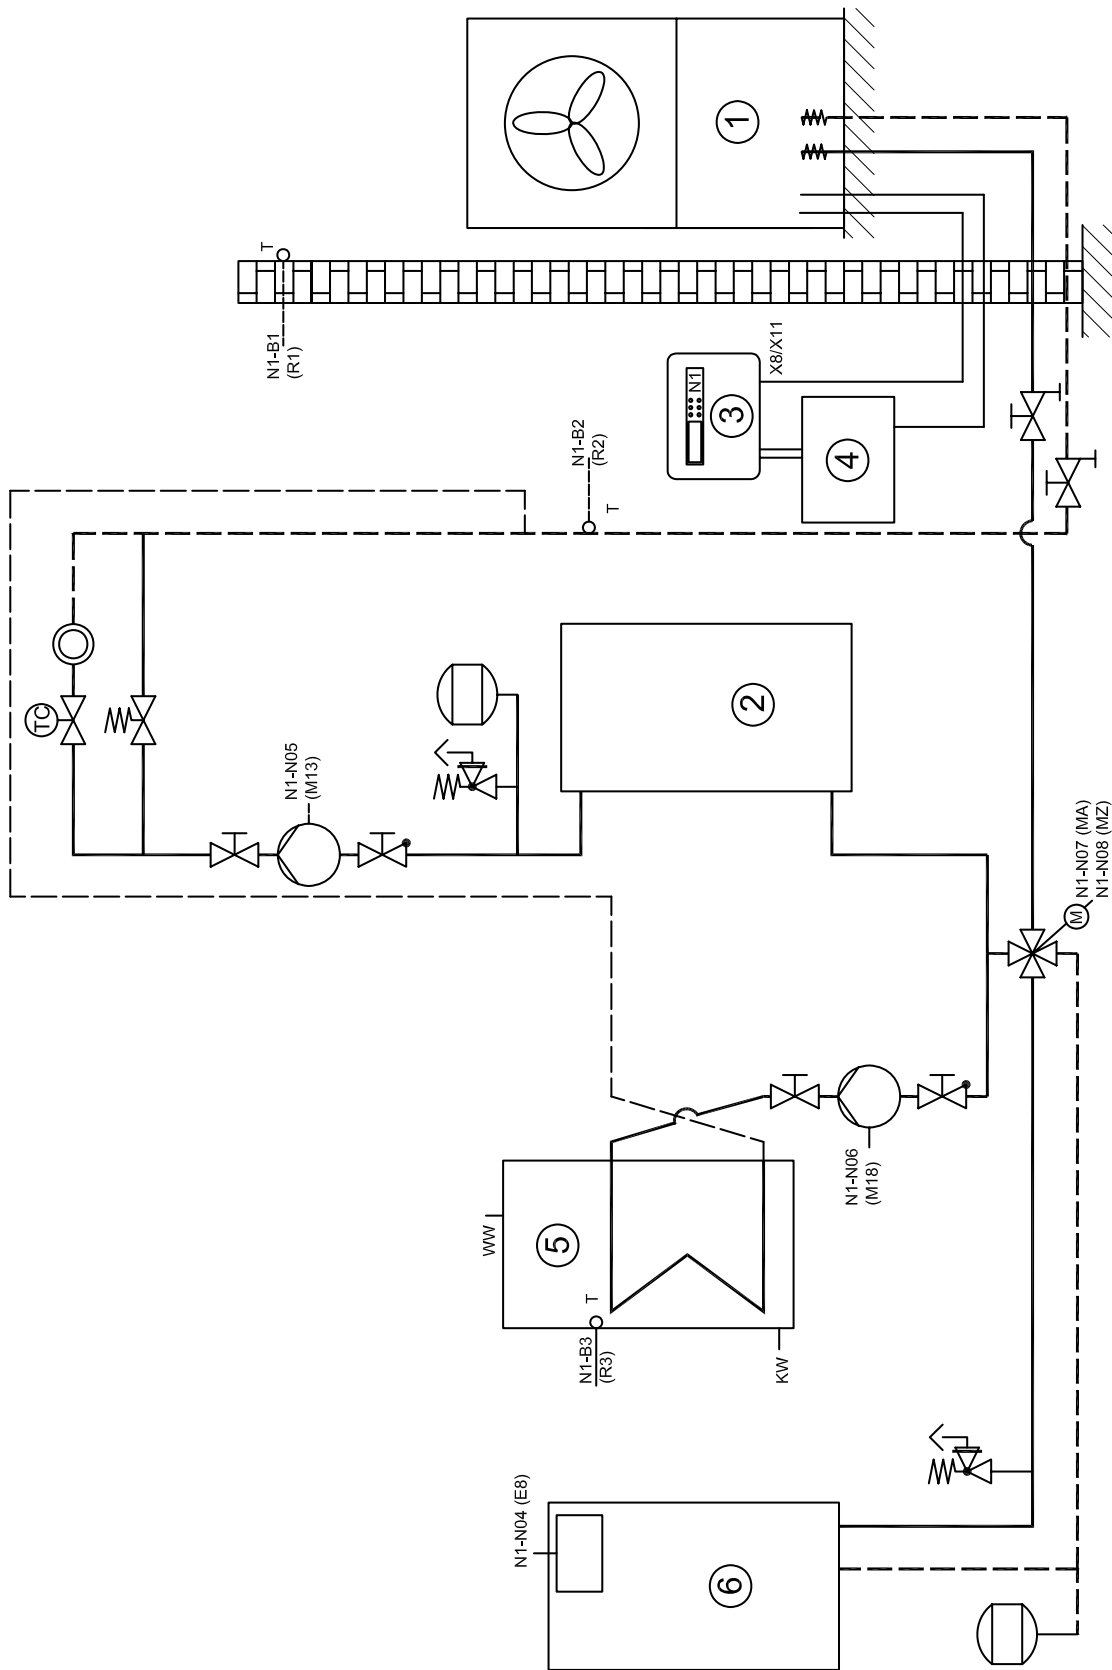 N1-N04 (E8)
6
N1-B3
(R3)
T
WW
5
KW
N1-N06
(M18)
M
N1-N07 (MA)
N1-N08 (MZ)
TC
N1-N05
(M13)
2
N1-B2
(R2)
T
N1
3
4
X8/X11
N1-B1
(R1)
T
1